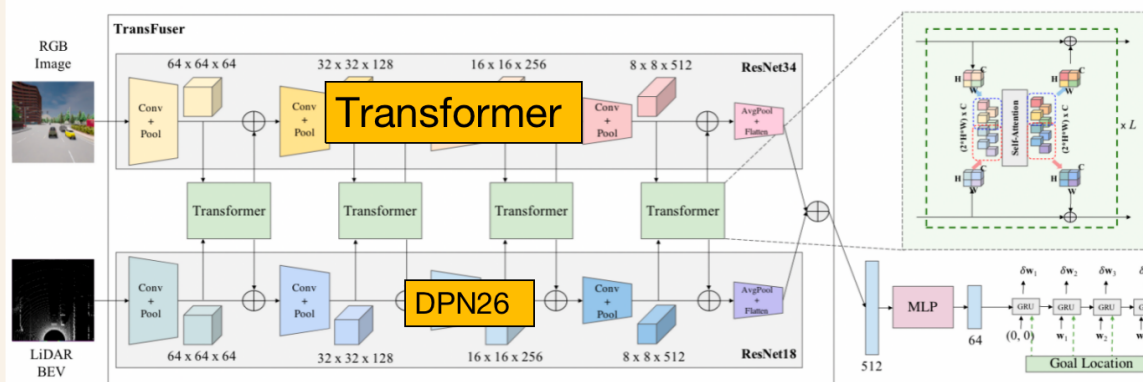 TransFuser
RGB
Image
64 x 64 x 64
32 x 32 x 128
16 x 16 x 256
8 x 8 x 512
ResNet34
Conv
+
Pool
Conv
+
Pool
Transformer
Conv
+
Pool
AvgPool
+
Flatten
Transformer
Transformer
Transformer
Transformer
LiDAR
BEV
Conv
+
Pool
Conv
+
Pool
DPN26
Conv
+
Pool
AvgPool
+
Flatten
64 x 64 x 64
32 x 32 x 128
16 x 16 x 256
8 x 8 x 512
ResNet18
H
C
W
C
H
W
(2*H*W) x C
Self-Attention
(2*H*W) x C
x L
H
C
W
C
H
W
512
MLP
64
δw₁
δw₂
δw₃
GRU
GRU
GRU
(0, 0)
w₁
w₂
Goal Location